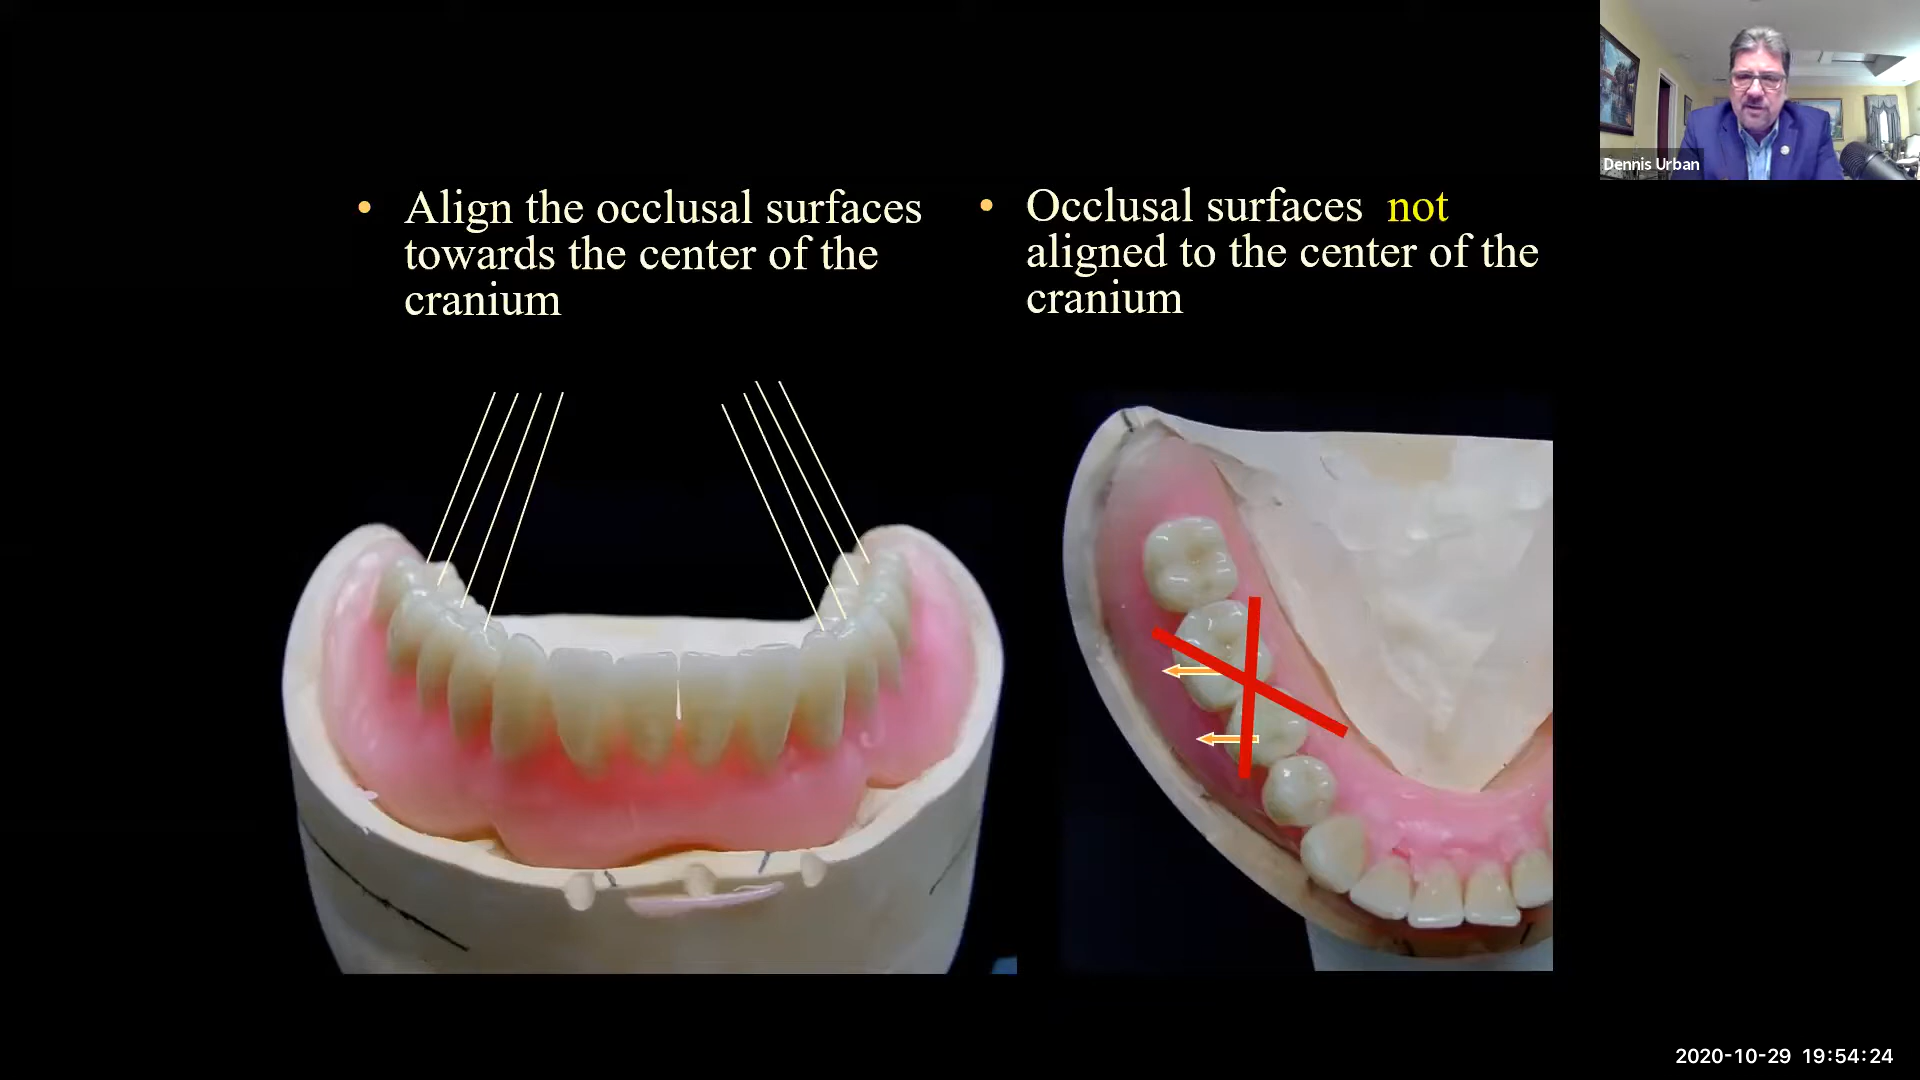 Dennis Urban
• Align the occlusal surfaces
towards the center of the
cranium
• Occlusal surfaces not
aligned to the center of the
cranium
2020-10-29 19:54:24